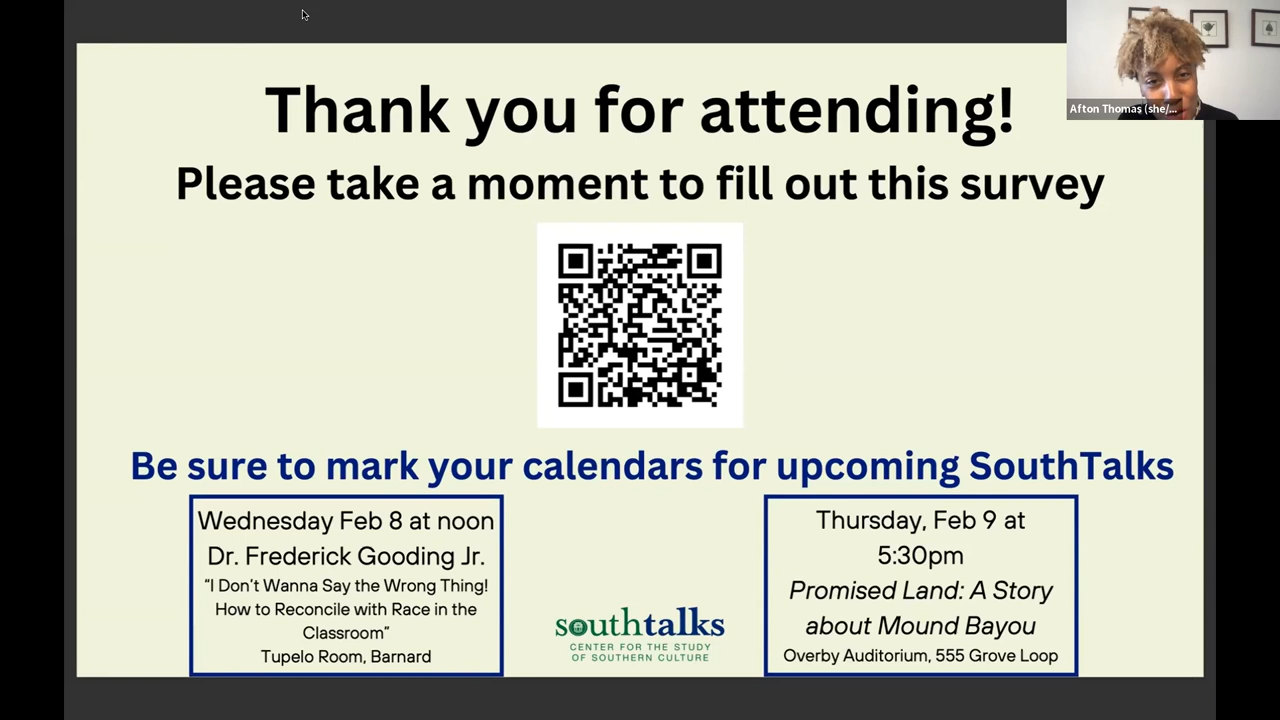 Thank you for attending!
Afton Thomas (she/...
Please take a moment to fill out this survey
Be sure to mark your calendars for upcoming SouthTalks
Wednesday Feb 8 at noon
Dr. Frederick Gooding Jr.
“I Don’t Wanna Say the Wrong Thing!
How to Reconcile with Race in the
Classroom”
Tupelo Room, Barnard
southtalks
CENTER FOR THE STUDY
OF SOUTHERN CULTURE
Thursday, Feb 9 at
5:30pm
Promised Land: A Story
about Mound Bayou
Overby Auditorium, 555 Grove Loop